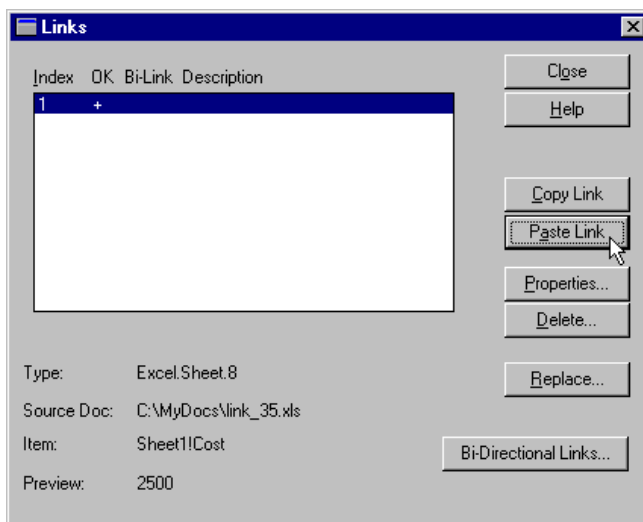 Links
Index OK Bi-Link Description
1 +
Close
Help
Copy Link
Paste Link
Properties...
Delete...
Replace...
Type: Excel.Sheet.8
Source Doc: C:\MyDocs\link_35.xls
Item: Sheet1!Cost
Preview: 2500
Bi-Directional Links...